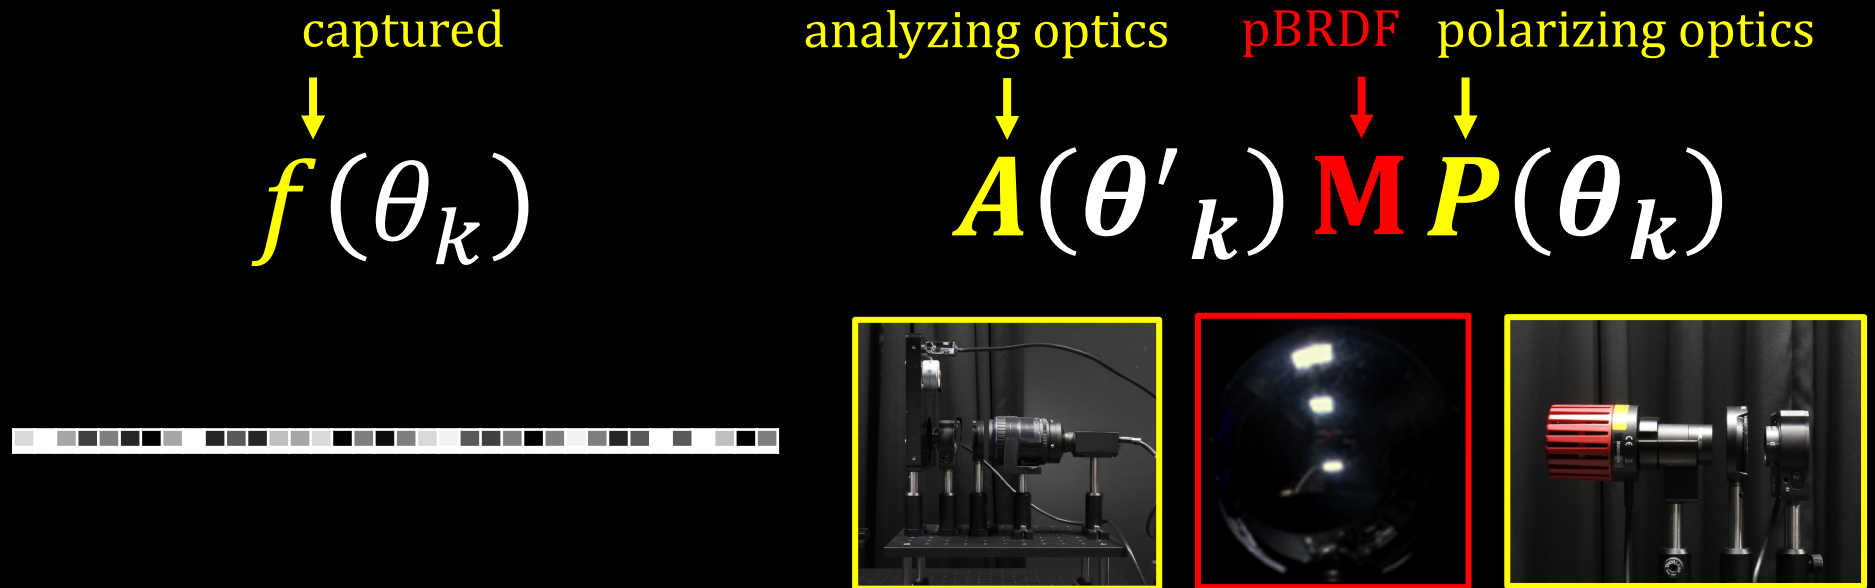 captured analyzing optics pBRDF polarizing optics
f(θₖ) A(θ'ₖ) M P(θₖ)